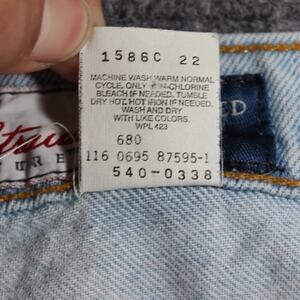 1586C 22
MACHINE WASH WARM NORMAL
CYCLE. ONLY NON-CHLORINE
BLEACH IF NEEDED. TUMBLE
DRY HOT, HOT IRON IF NEEDED.
WASH AND DRY
WITH LIKE COLORS.
WPL 423
680
116 0695 87595-1
540-0338